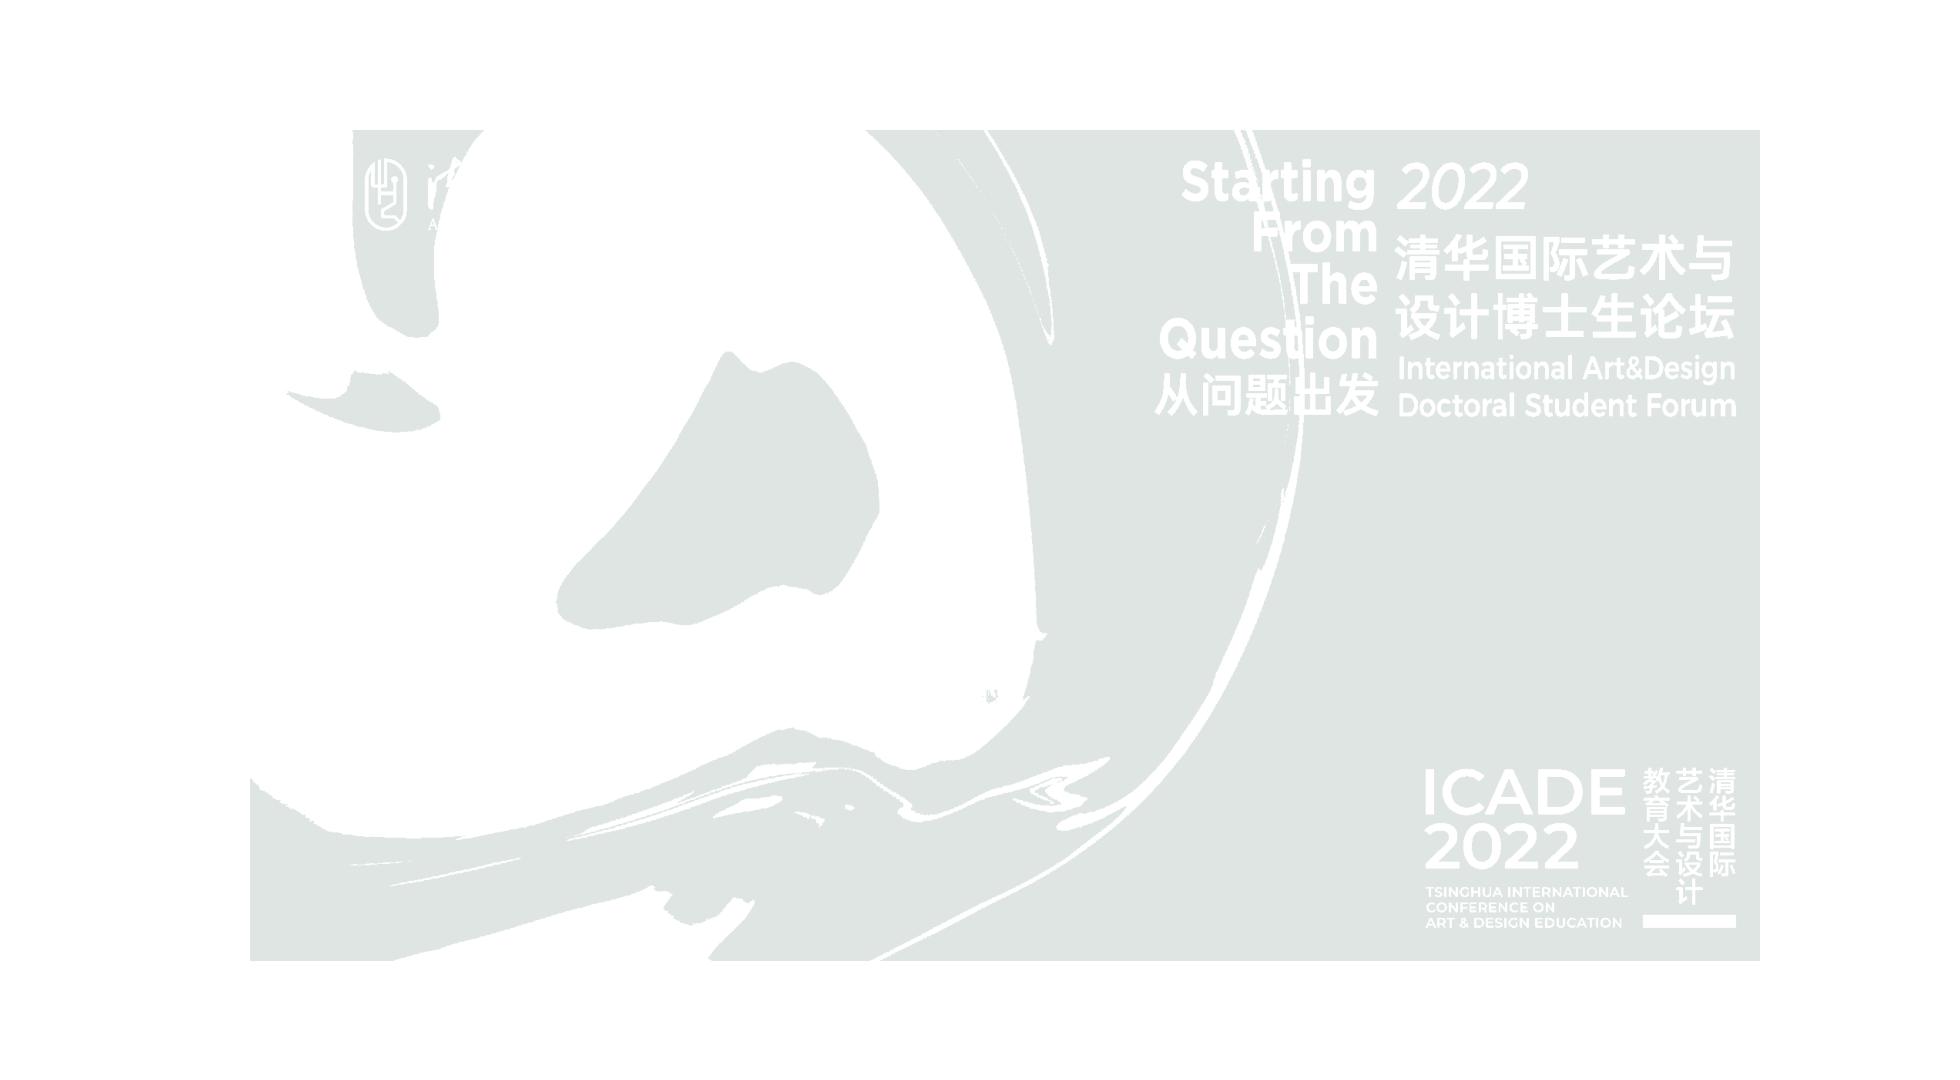 Starting
From
The
Question
从问题出发
2022
清华国际艺术与
设计博士生论坛
International Art&Design
Doctoral Student Forum
ICADE
2022
TSINGHUA INTERNATIONAL
CONFERENCE ON
ART & DESIGN EDUCATION
清华国际
艺术与设计
教育大会